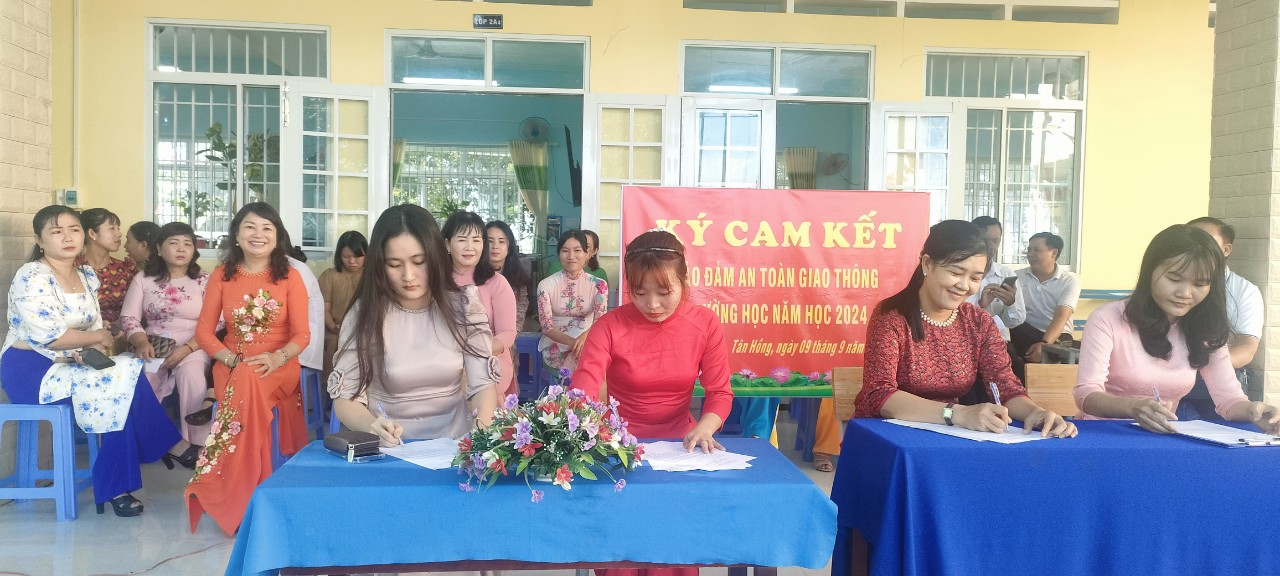 LỚP 2A4
KÝ CAM KẾT
ĐẢM AN TOÀN GIAO THÔNG
HỌC NĂM HỌC 2024
Tân Hồng, ngày 09 tháng 9 năm